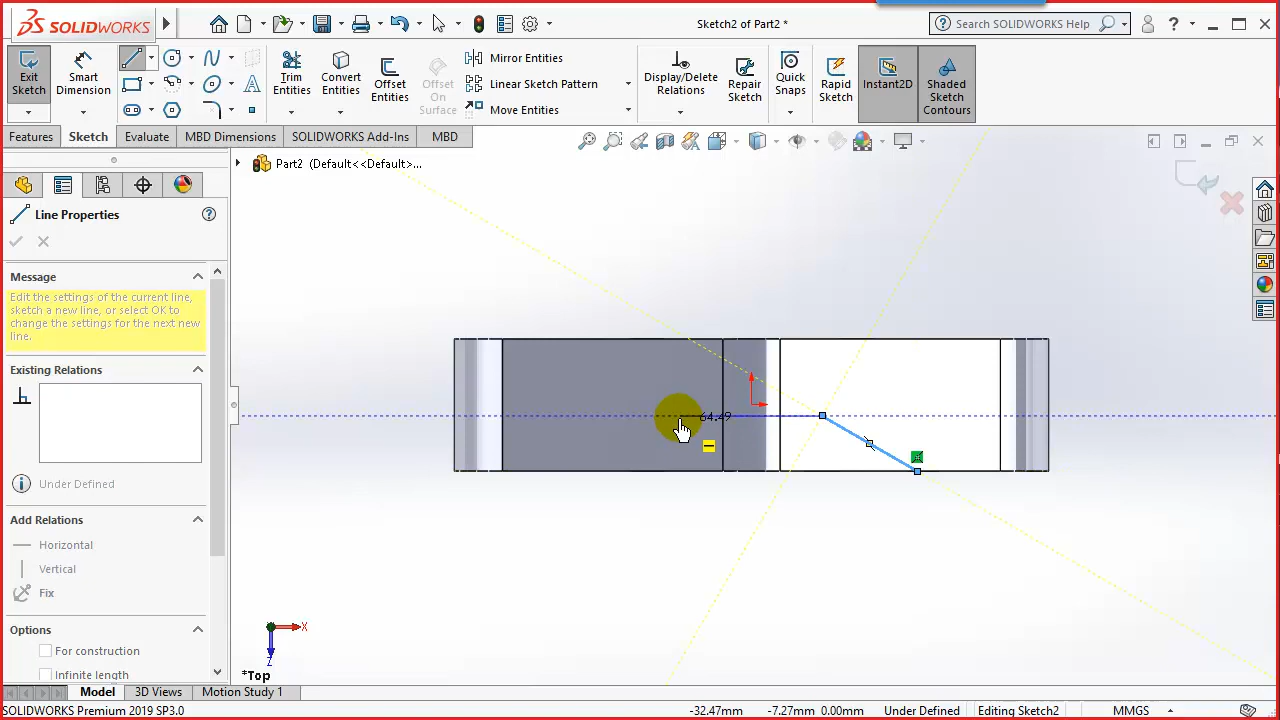 SOLIDWORKS
Sketch2 of Part2 *
Search SOLIDWORKS Help
Exit Sketch
Smart Dimension
Trim Entities
Convert Entities
Offset Entities
Offset On Surface
Mirror Entities
Linear Sketch Pattern
Move Entities
Display/Delete Relations
Repair Sketch
Quick Snaps
Rapid Sketch
Instant2D
Shaded Sketch Contours
Features
Sketch
Evaluate
MBD Dimensions
SOLIDWORKS Add-Ins
MBD
Part2 (Default<<Default>...
Line Properties
Message
Edit the settings of the current line,
sketch a new line, or select OK to
change the settings for the next new
line.
Existing Relations
Under Defined
Add Relations
Horizontal
Vertical
Fix
Options
For construction
Infinite length
64.49
X
Z
*Top
Model
3D Views
Motion Study 1
SOLIDWORKS Premium 2019 SP3.0
-32.47mm
-7.27mm
0.00mm
Under Defined
Editing Sketch2
MMGS